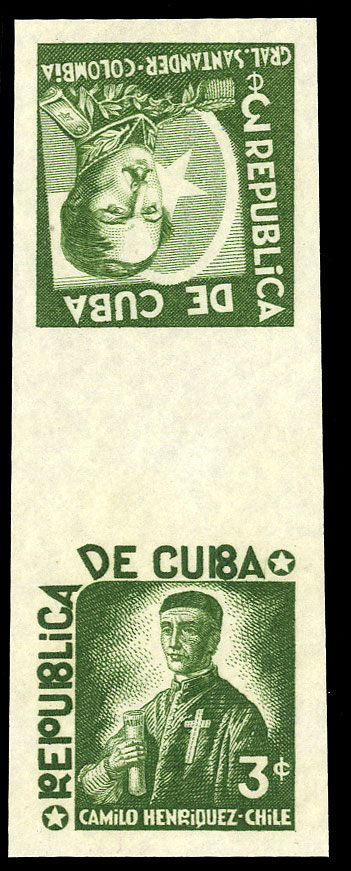 GRAL. SANTANDER-COLOMBiA
3¢ REPUBLiCA
DE CUBA
DE CUBA
REPUBLiCA
3¢
CAMiLO HENRiQUEZ-CHiLE